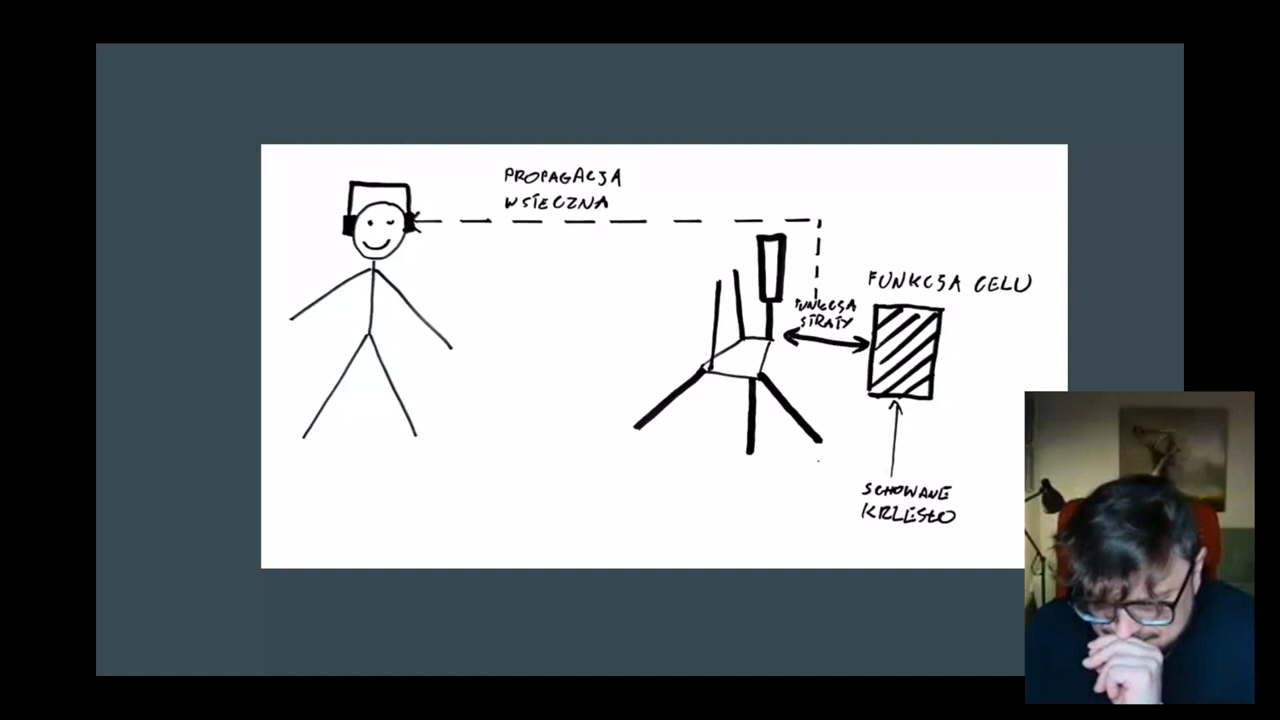 PROPAGACJA
WSTECZNA
FUNKCJA CELU
FUNKCJA
STRATY
SCHOWANE
KRZESŁO